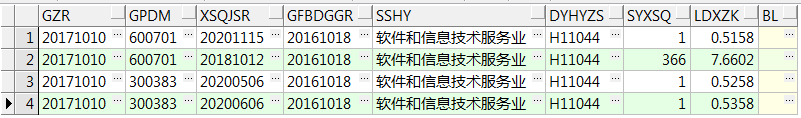 GZR GPDM XSQJSR GFBDGGR SSHY DYHYZS SYXSQ LDXZK BL
1 20171010 ... 600701 ... 20201115 ... 20161018 ... 软件和信息技术服务业 ... H11044 ... 1 0.5158 ...
2 20171010 ... 600701 ... 20181012 ... 20161018 ... 软件和信息技术服务业 ... H11044 ... 366 7.6602 ...
3 20171010 ... 300383 ... 20200506 ... 20161018 ... 软件和信息技术服务业 ... H11044 ... 1 0.5258 ...
4 20171010 ... 300383 ... 20200606 ... 20161018 ... 软件和信息技术服务业 ... H11044 ... 1 0.5358 ...